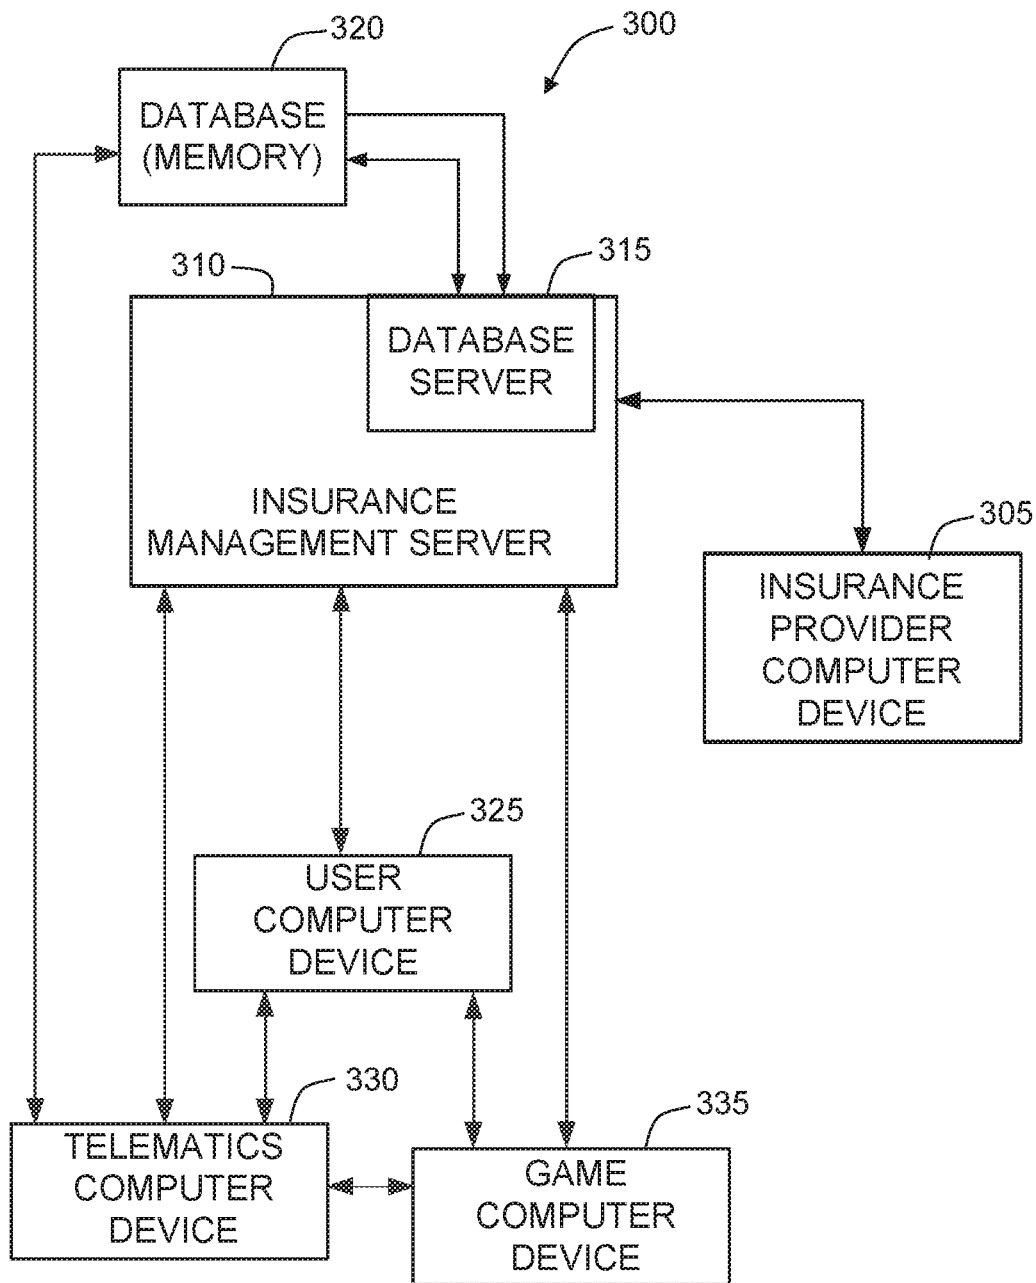 320
300
DATABASE
(MEMORY)
310
315
DATABASE
SERVER
INSURANCE
MANAGEMENT SERVER
305
INSURANCE
PROVIDER
COMPUTER
DEVICE
325
USER
COMPUTER
DEVICE
330
TELEMATICS
COMPUTER
DEVICE
335
GAME
COMPUTER
DEVICE